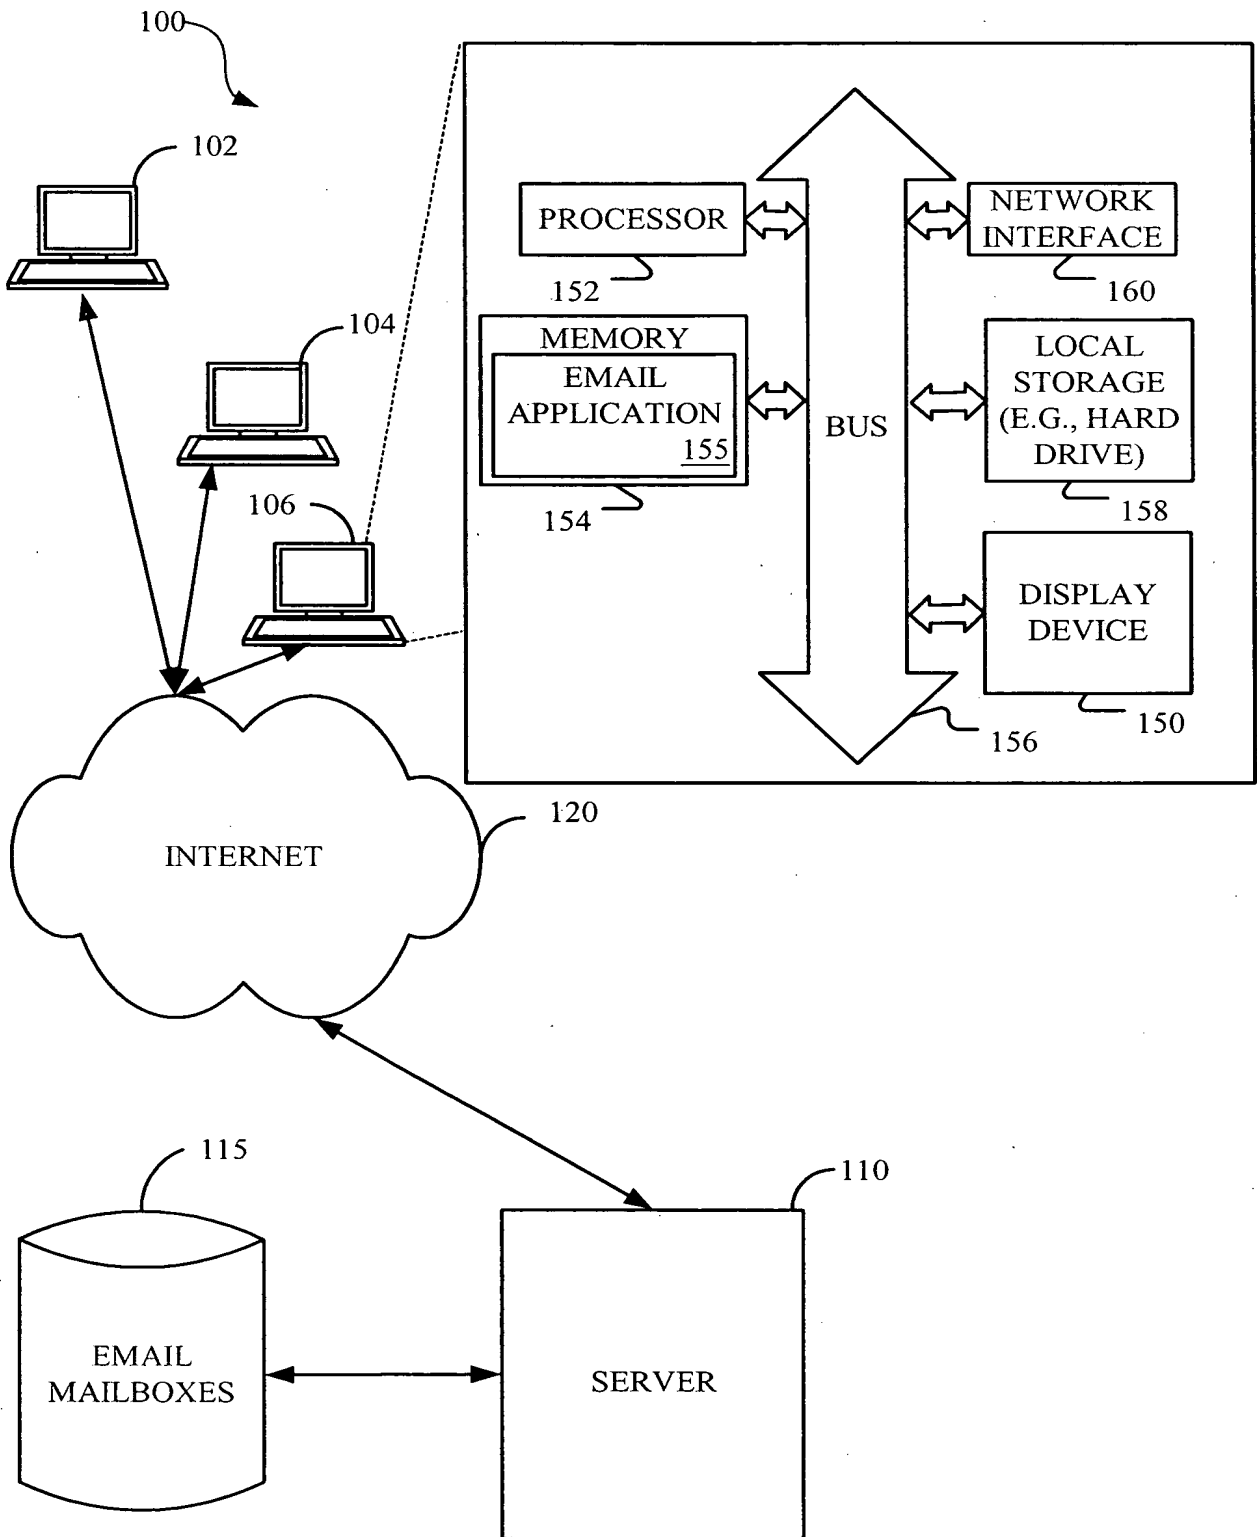 100
102
104
106
PROCESSOR
152
MEMORY
EMAIL
APPLICATION
155
154
BUS
156
NETWORK
INTERFACE
160
LOCAL
STORAGE
(E.G., HARD
DRIVE)
158
DISPLAY
DEVICE
150
INTERNET
120
115
EMAIL
MAILBOXES
110
SERVER